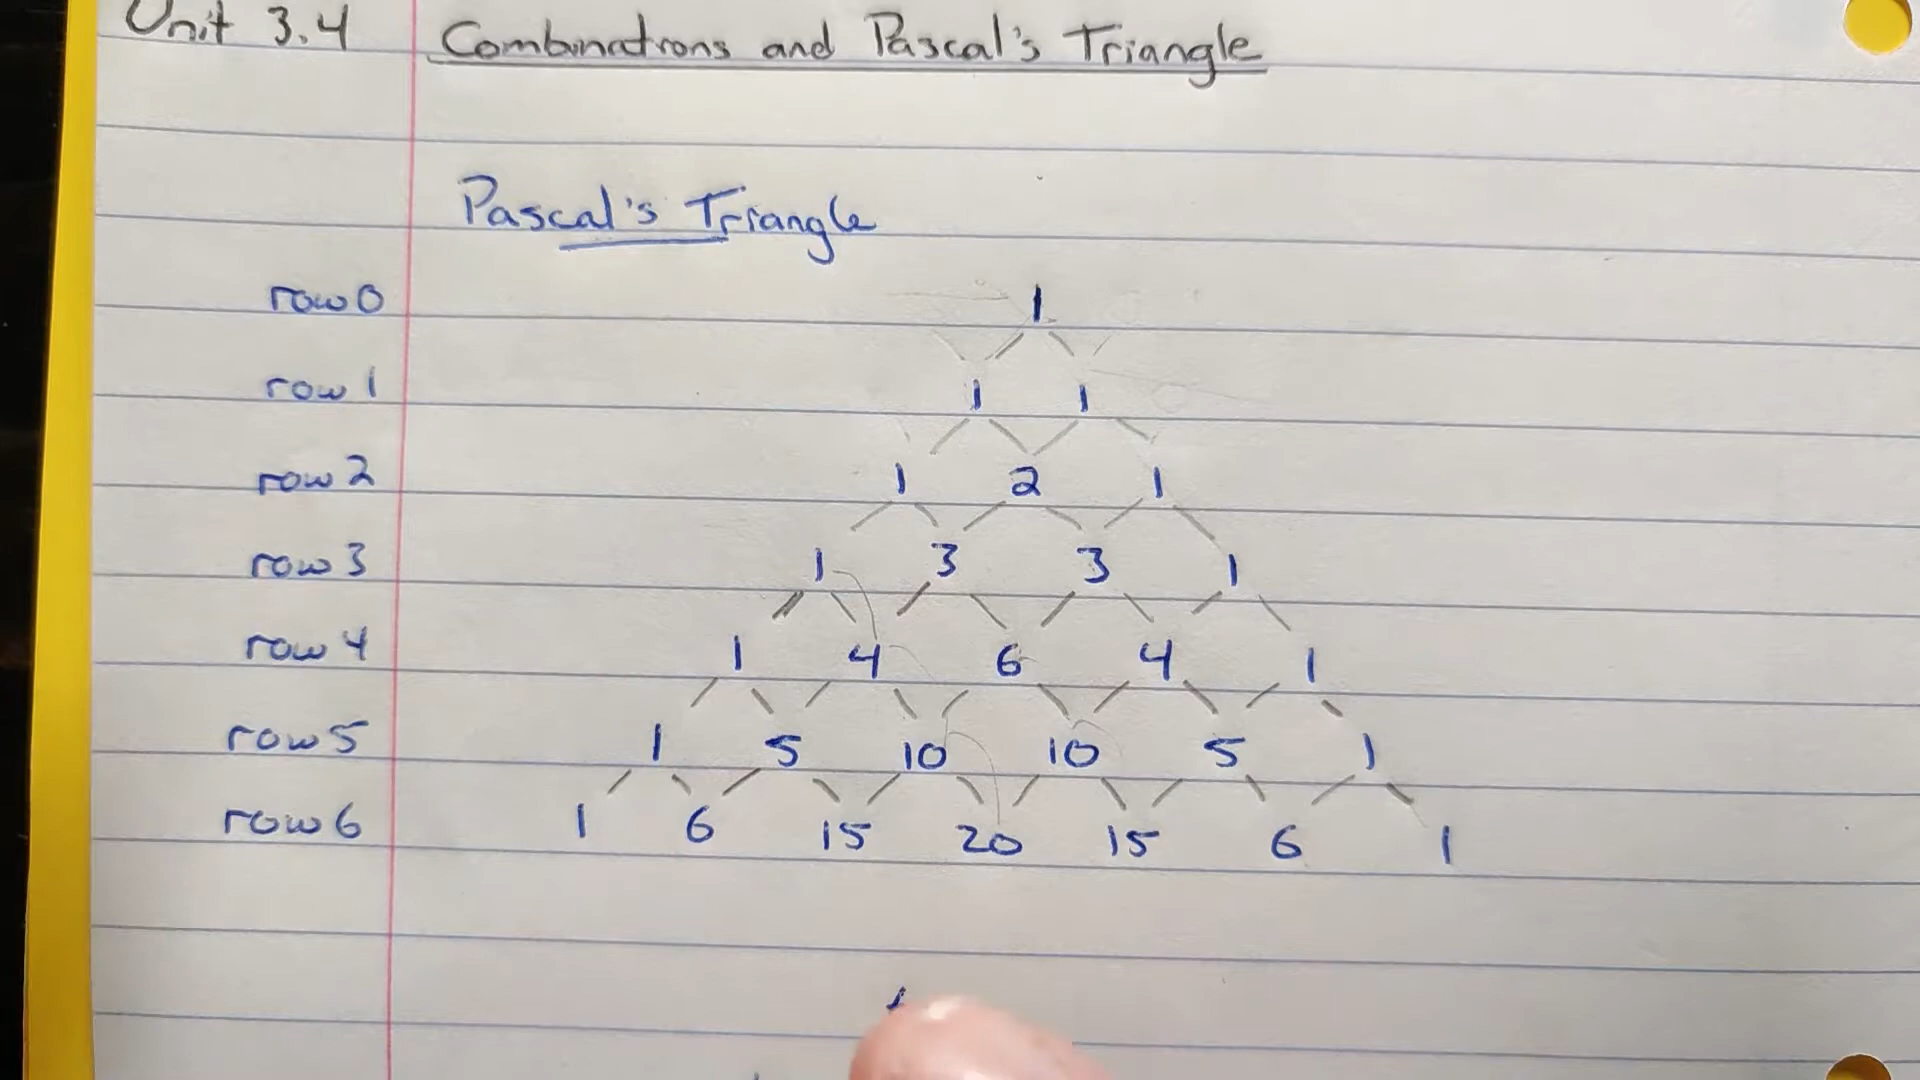 Unit 3.4 Combinations and Pascal's Triangle
Pascal's Triangle
row 0 1
row 1 1 1
row 2 1 2 1
row 3 1 3 3 1
row 4 1 4 6 4 1
row 5 1 5 10 10 5 1
row 6 1 6 15 20 15 6 1